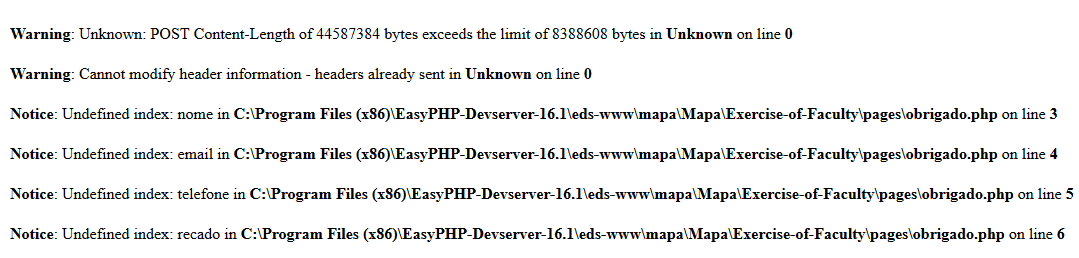 Warning: Unknown: POST Content-Length of 44587384 bytes exceeds the limit of 8388608 bytes in Unknown on line 0
Warning: Cannot modify header information - headers already sent in Unknown on line 0
Notice: Undefined index: nome in C:\Program Files (x86)\EasyPHP-Devserver-16.1\eds-www\mapa\Mapa\Exercise-of-Faculty\pages\obrigado.php on line 3
Notice: Undefined index: email in C:\Program Files (x86)\EasyPHP-Devserver-16.1\eds-www\mapa\Mapa\Exercise-of-Faculty\pages\obrigado.php on line 4
Notice: Undefined index: telefone in C:\Program Files (x86)\EasyPHP-Devserver-16.1\eds-www\mapa\Mapa\Exercise-of-Faculty\pages\obrigado.php on line 5
Notice: Undefined index: recado in C:\Program Files (x86)\EasyPHP-Devserver-16.1\eds-www\mapa\Mapa\Exercise-of-Faculty\pages\obrigado.php on line 6